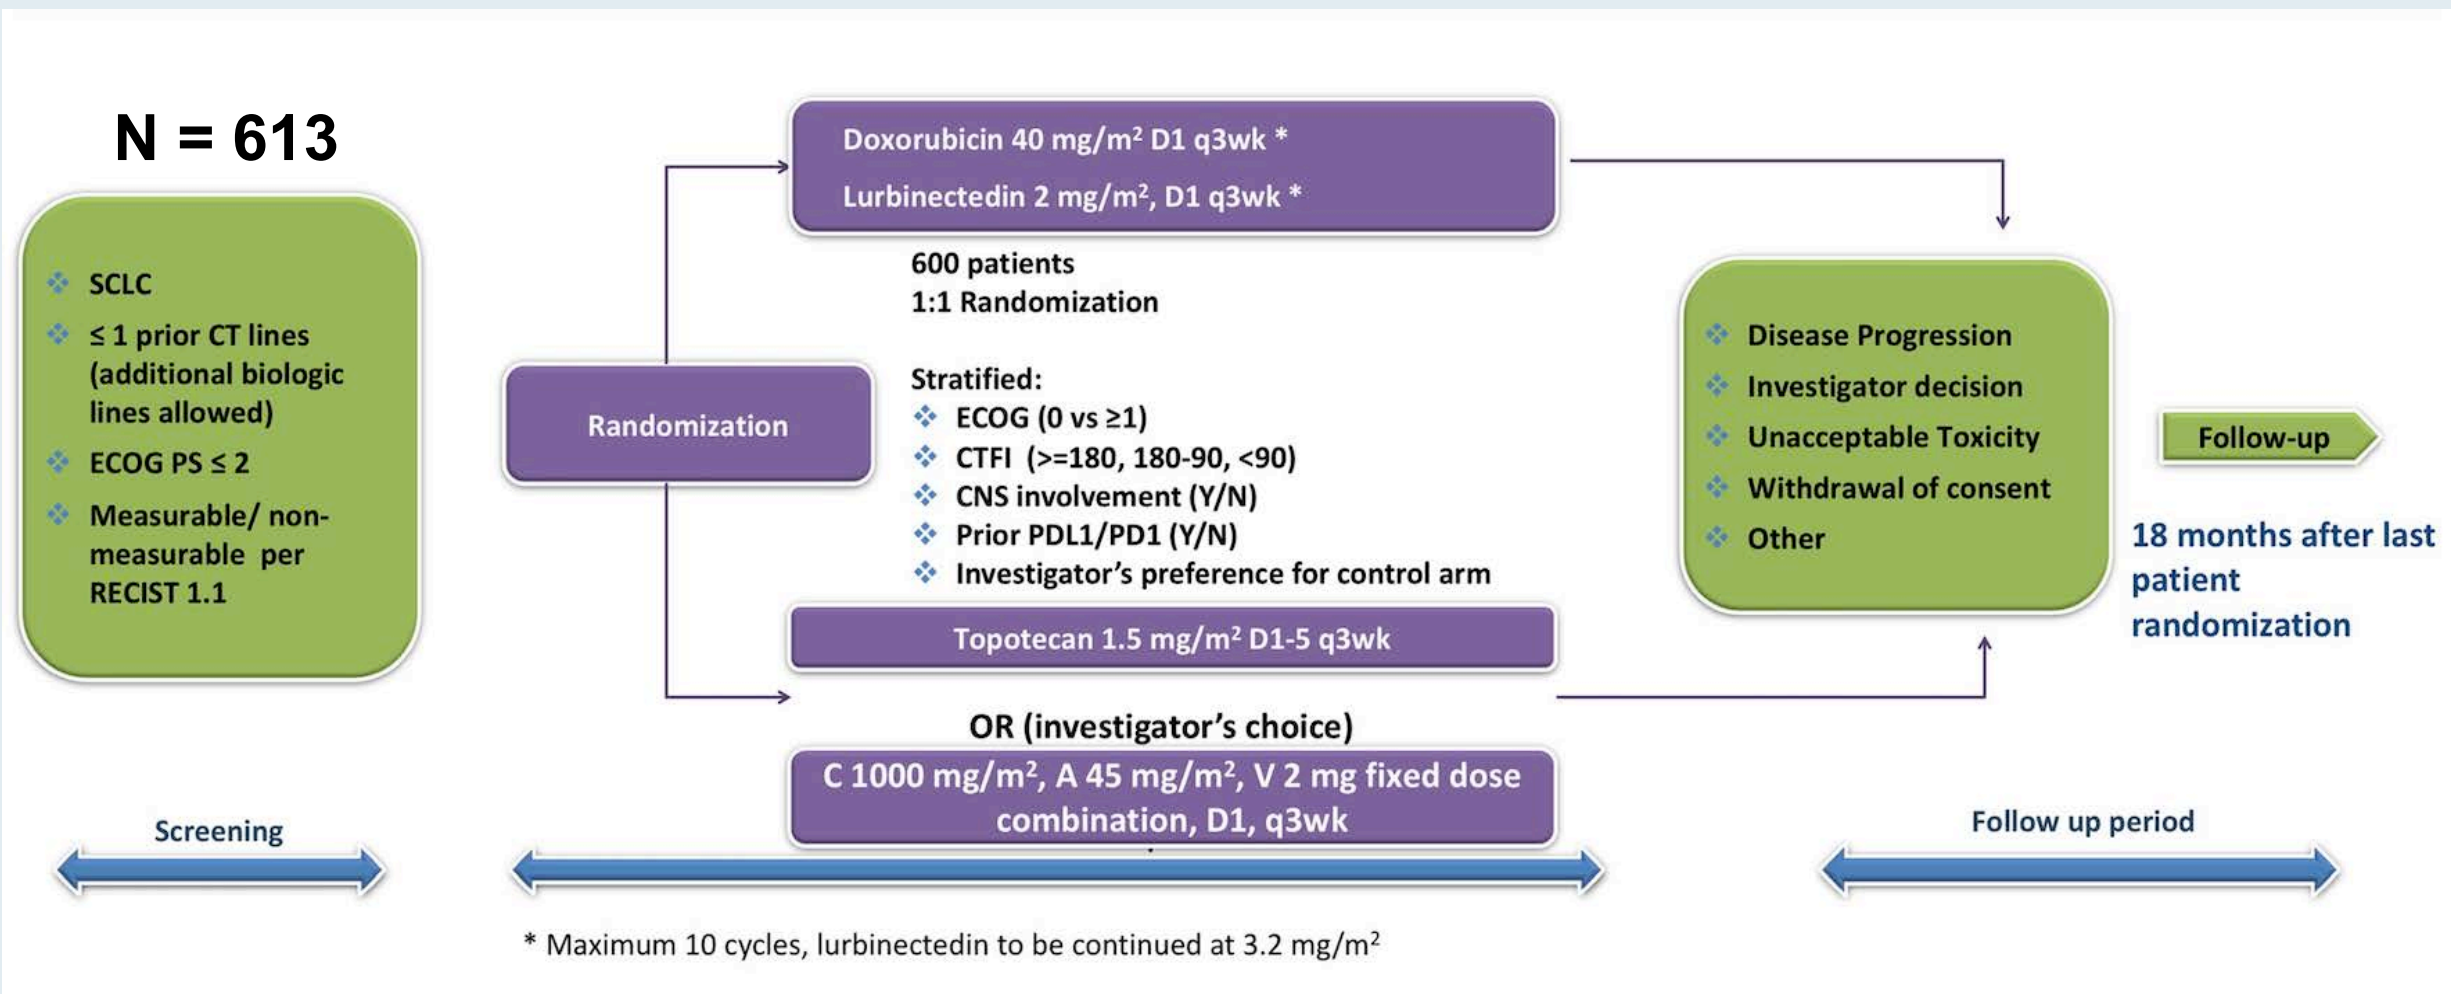 N = 613
SCLC
≤ 1 prior CT lines
(additional biologic
lines allowed)
ECOG PS ≤ 2
Measurable/ non-
measurable per
RECIST 1.1
Screening
Randomization
Doxorubicin 40 mg/m² D1 q3wk *
Lurbinectedin 2 mg/m², D1 q3wk *
600 patients
1:1 Randomization
Stratified:
ECOG (0 vs ≥1)
CTFI (>=180, 180-90, <90)
CNS involvement (Y/N)
Prior PDL1/PD1 (Y/N)
Investigator’s preference for control arm
Topotecan 1.5 mg/m² D1-5 q3wk
OR (investigator’s choice)
C 1000 mg/m², A 45 mg/m², V 2 mg fixed dose
combination, D1, q3wk
* Maximum 10 cycles, lurbinectedin to be continued at 3.2 mg/m²
Disease Progression
Investigator decision
Unacceptable Toxicity
Withdrawal of consent
Other
Follow-up
18 months after last
patient
randomization
Follow up period